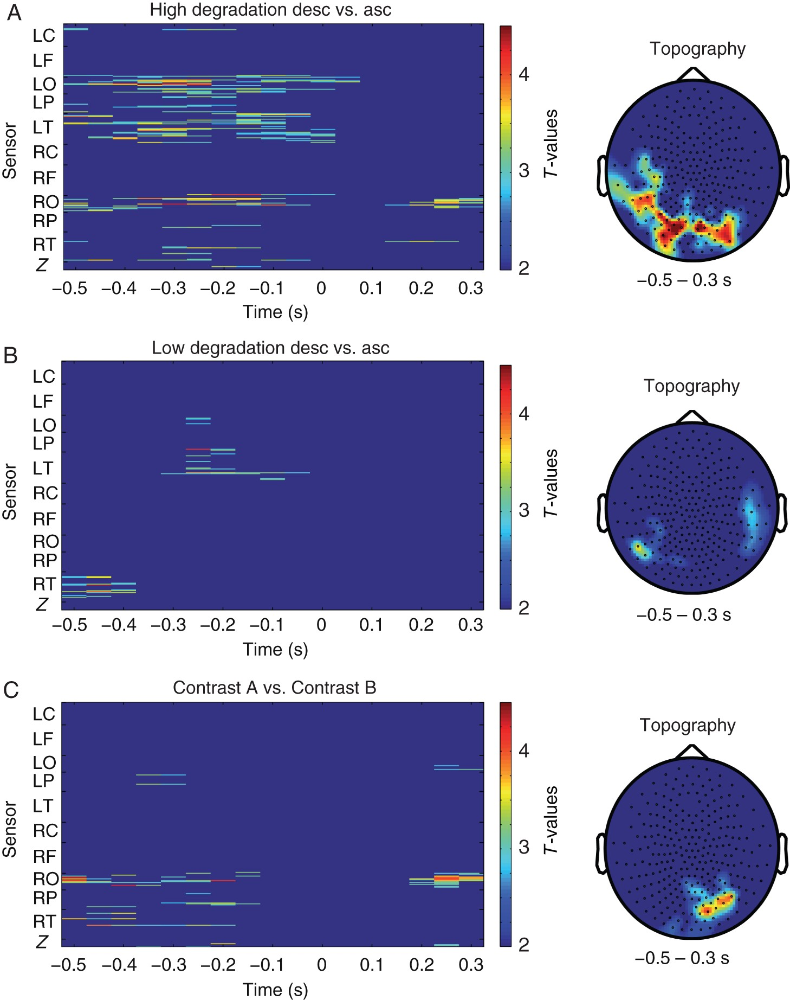 A
High degradation desc vs. asc
Sensor
LC
LF
LO
LP
LT
RC
RF
RO
RP
RT
Z
−0.5 −0.4 −0.3 −0.2 −0.1 0 0.1 0.2 0.3
Time (s)
4
3
2
T-values
Topography
−0.5 – 0.3 s
B
Low degradation desc vs. asc
Sensor
LC
LF
LO
LP
LT
RC
RF
RO
RP
RT
Z
−0.5 −0.4 −0.3 −0.2 −0.1 0 0.1 0.2 0.3
Time (s)
4
3
2
T-values
Topography
−0.5 – 0.3 s
C
Contrast A vs. Contrast B
Sensor
LC
LF
LO
LP
LT
RC
RF
RO
RP
RT
Z
−0.5 −0.4 −0.3 −0.2 −0.1 0 0.1 0.2 0.3
Time (s)
4
3
2
T-values
Topography
−0.5 – 0.3 s